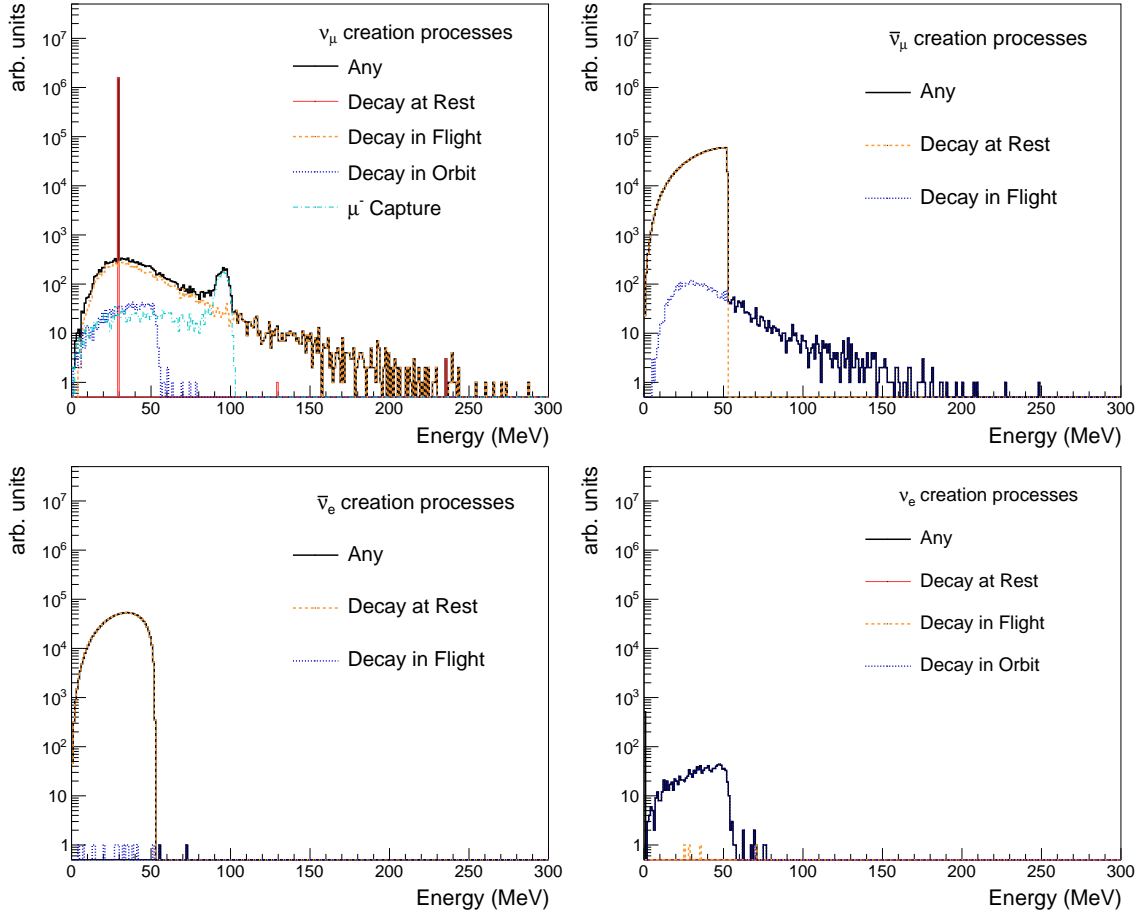 arb. units
ν_μ creation processes
Any
Decay at Rest
Decay in Flight
Decay in Orbit
μ⁻ Capture
10⁷
10⁶
10⁵
10⁴
10³
10²
10
1
0 50 100 150 200 250 300
Energy (MeV)
arb. units
ν̄_μ creation processes
Any
Decay at Rest
Decay in Flight
10⁷
10⁶
10⁵
10⁴
10³
10²
10
1
0 50 100 150 200 250 300
Energy (MeV)
arb. units
ν̄_e creation processes
Any
Decay at Rest
Decay in Flight
10⁷
10⁶
10⁵
10⁴
10³
10²
10
1
0 50 100 150 200 250 300
Energy (MeV)
arb. units
ν_e creation processes
Any
Decay at Rest
Decay in Flight
Decay in Orbit
10⁷
10⁶
10⁵
10⁴
10³
10²
10
1
0 50 100 150 200 250 300
Energy (MeV)